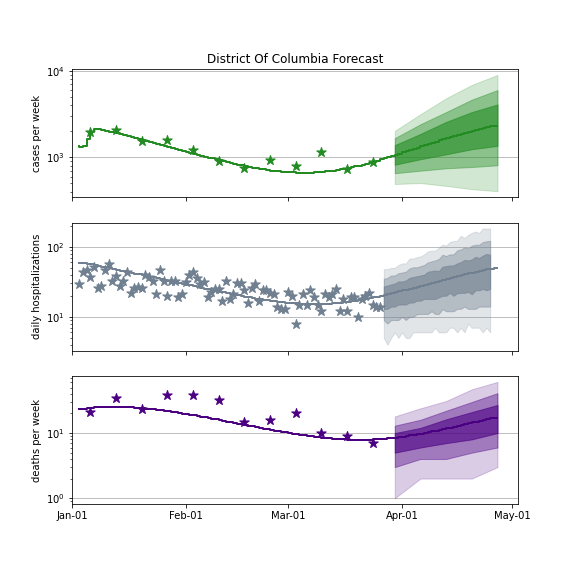 District Of Columbia Forecast
cases per week
10⁴
10³
daily hospitalizations
10²
10¹
deaths per week
10¹
10⁰
Jan-01 Feb-01 Mar-01 Apr-01 May-01